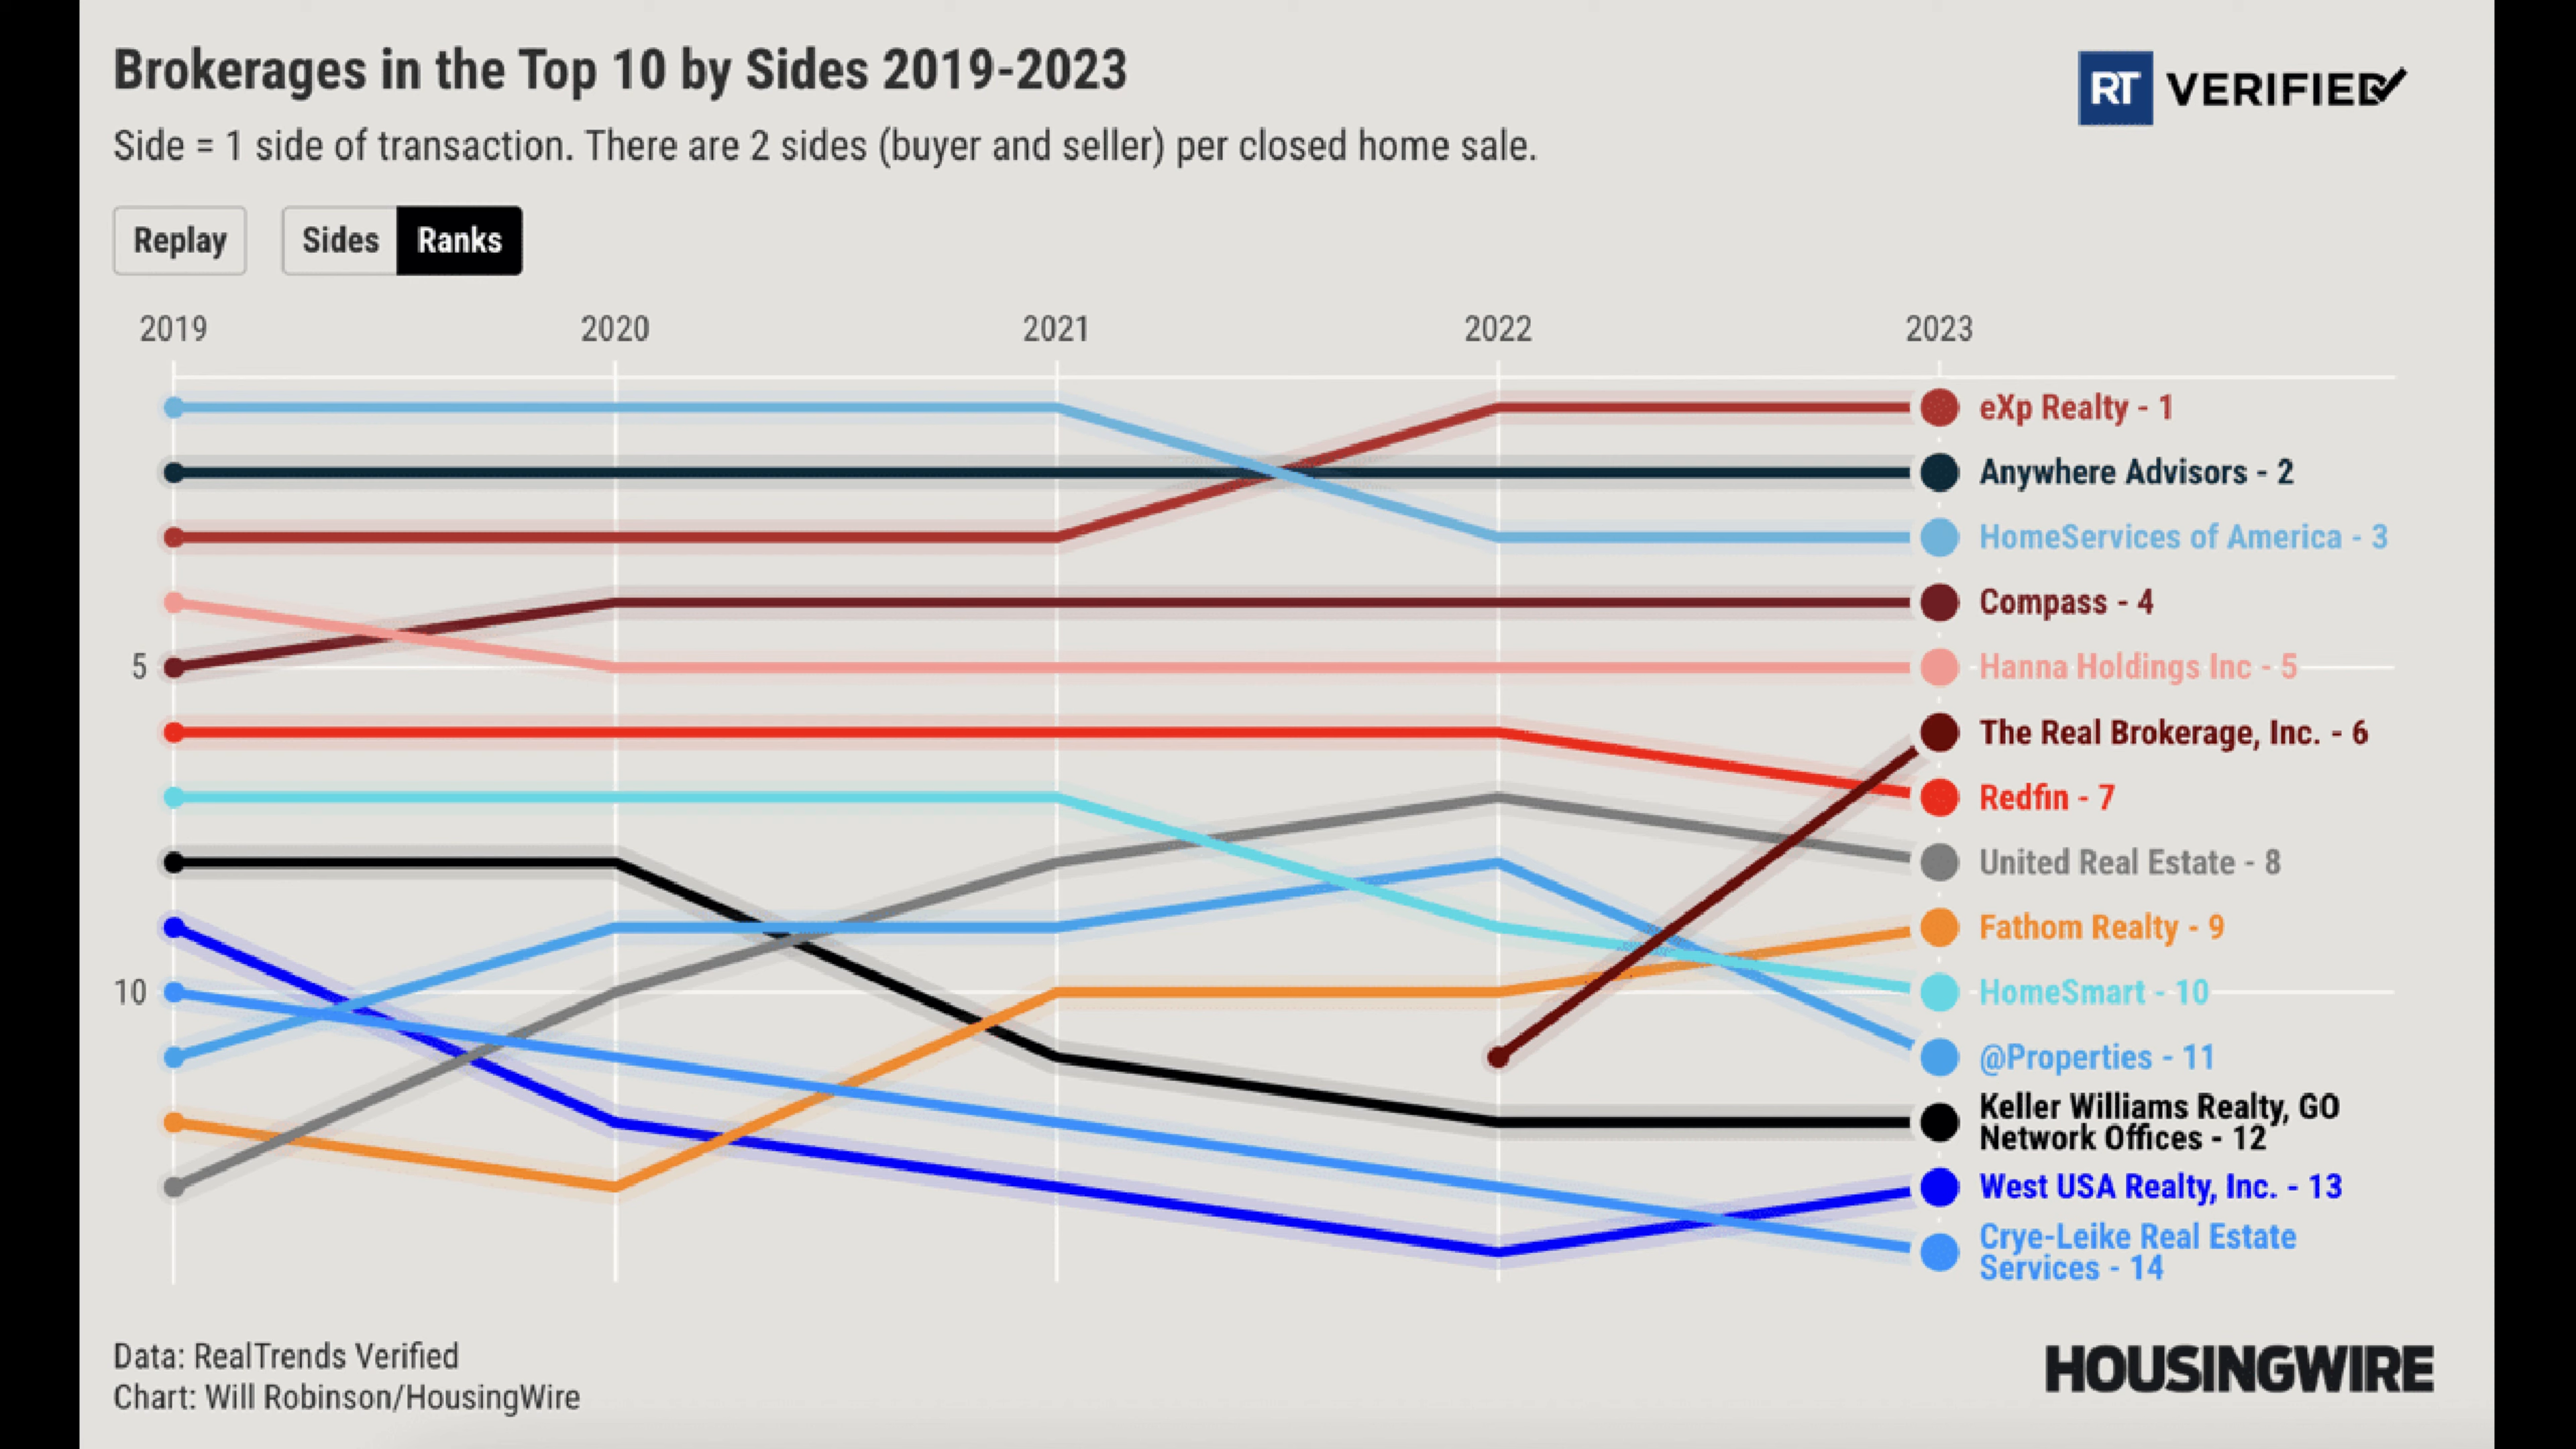 Brokerages in the Top 10 by Sides 2019-2023
RT VERIFIED
Side = 1 side of transaction. There are 2 sides (buyer and seller) per closed home sale.
Replay
Sides
Ranks
2019
2020
2021
2022
2023
5
10
eXp Realty - 1
Anywhere Advisors - 2
HomeServices of America - 3
Compass - 4
Hanna Holdings Inc - 5
The Real Brokerage, Inc. - 6
Redfin - 7
United Real Estate - 8
Fathom Realty - 9
HomeSmart - 10
@Properties - 11
Keller Williams Realty, GO
Network Offices - 12
West USA Realty, Inc. - 13
Crye-Leike Real Estate
Services - 14
Data: RealTrends Verified
Chart: Will Robinson/HousingWire
HOUSINGWIRE